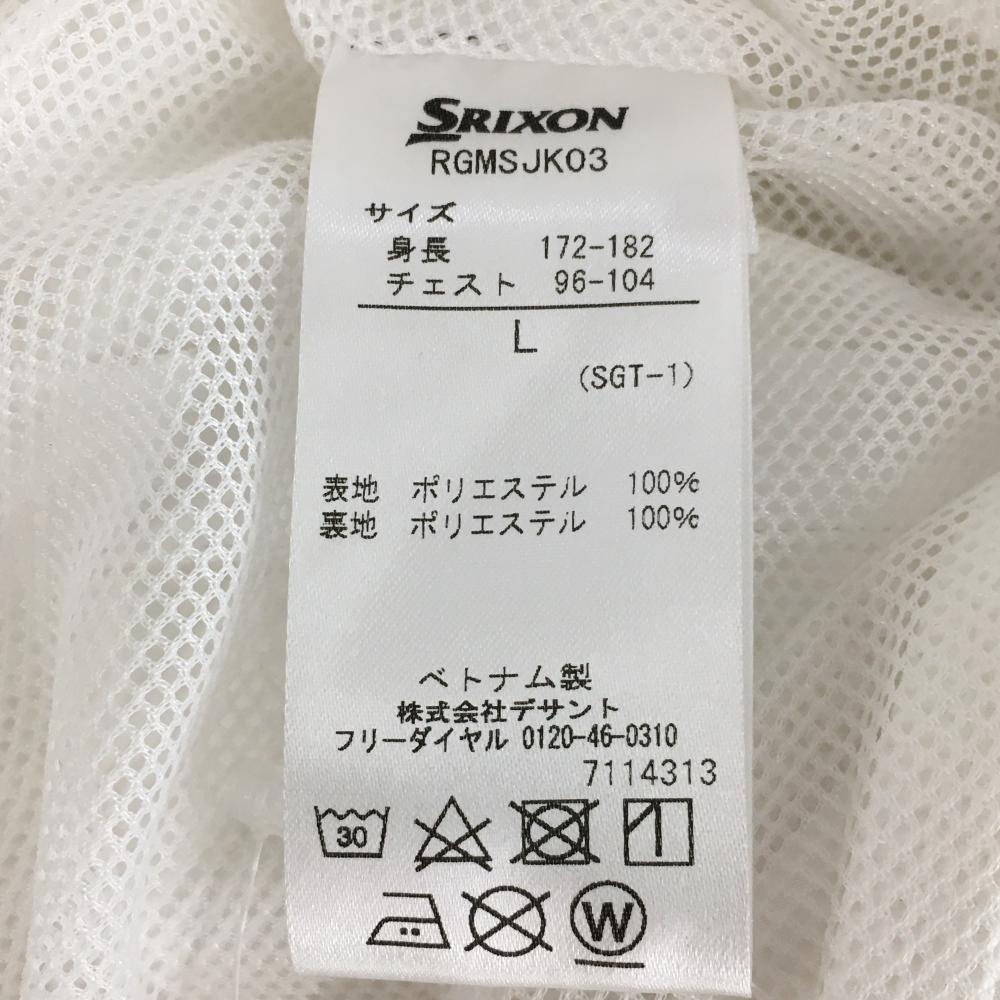 SRIXON
RGMSJK03
サイズ
身長 172-182
チェスト 96-104
L
(SGT-1)
表地 ポリエステル 100%
裏地 ポリエステル 100%
ベトナム製
株式会社デサント
フリーダイヤル 0120-46-0310
7114313
30
W